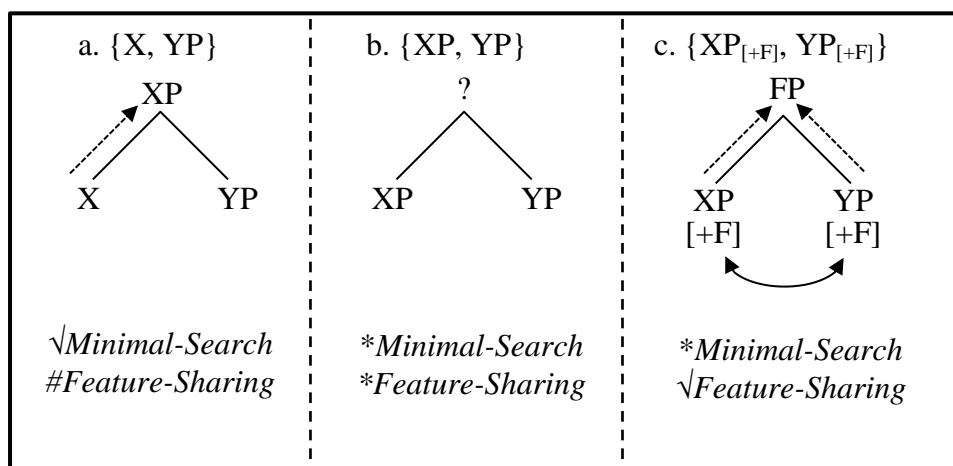 a. {X, YP}
XP
X YP
√Minimal-Search
#Feature-Sharing
b. {XP, YP}
?
XP YP
*Minimal-Search
*Feature-Sharing
c. {XP[+F], YP[+F]}
FP
XP YP
[+F] [+F]
*Minimal-Search
√Feature-Sharing